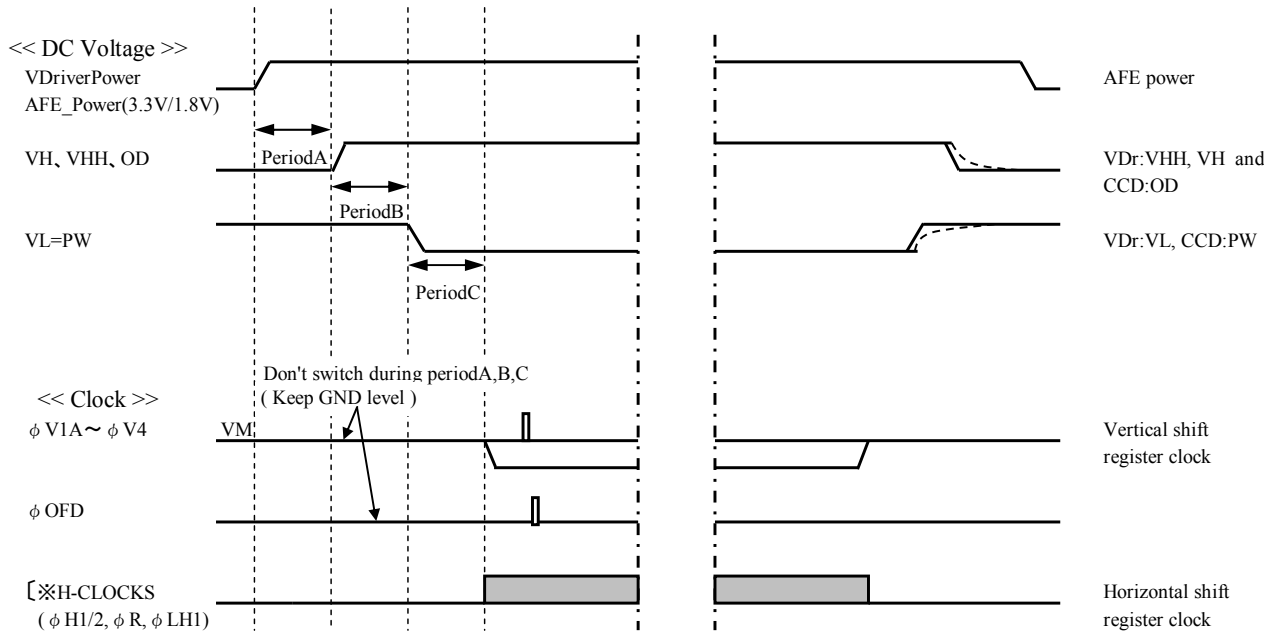 << DC Voltage >>
VDriverPower
AFE_Power(3.3V/1.8V)
AFE power
VH、VHH、OD
PeriodA
VDr:VHH, VH and
CCD:OD
PeriodB
VL=PW
VDr:VL, CCD:PW
PeriodC
Don't switch during periodA,B,C
( Keep GND level )
<< Clock >>
φ V1A～ φ V4
VM
Vertical shift
register clock
φ OFD
〔※H-CLOCKS
( φ H1/2, φ R, φ LH1)
Horizontal shift
register clock